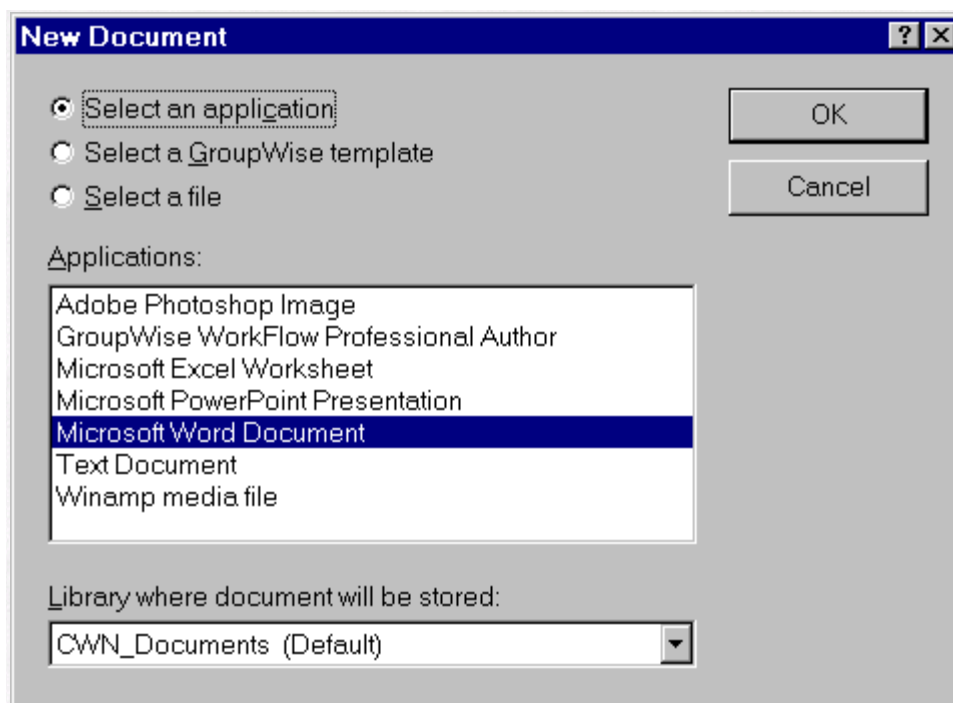 New Document
Select an application
Select a GroupWise template
Select a file
OK
Cancel
Applications:
Adobe Photoshop Image
GroupWise WorkFlow Professional Author
Microsoft Excel Worksheet
Microsoft PowerPoint Presentation
Microsoft Word Document
Text Document
Winamp media file
Library where document will be stored:
CWN_Documents (Default)